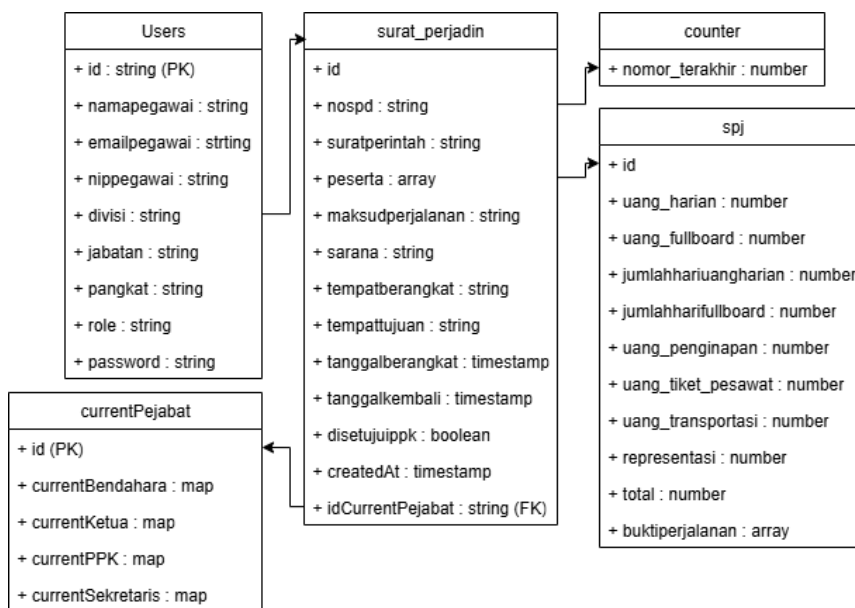 Users
+ id : string (PK)
+ namapegawai : string
+ emailpegawai : strting
+ nippegawai : string
+ divisi : string
+ jabatan : string
+ pangkat : string
+ role : string
+ password : string
currentPejabat
+ id (PK)
+ currentBendahara : map
+ currentKetua : map
+ currentPPK : map
+ currentSekretaris : map
surat_perjadin
+ id
+ nospd : string
+ suratperintah : string
+ peserta : array
+ maksudperjalanan : string
+ sarana : string
+ tempatberangkat : string
+ tempattujuan : string
+ tanggalberangkat : timestamp
+ tanggalkembali : timestamp
+ disetujuippk : boolean
+ createdAt : timestamp
+ idCurrentPejabat : string (FK)
counter
+ nomor_terakhir : number
spj
+ id
+ uang_harian : number
+ uang_fullboard : number
+ jumlahhariuangharian : number
+ jumlahharifullboard : number
+ uang_penginapan : number
+ uang_tiket_pesawat : number
+ uang_transportasi : number
+ representasi : number
+ total : number
+ buktiperjalanan : array